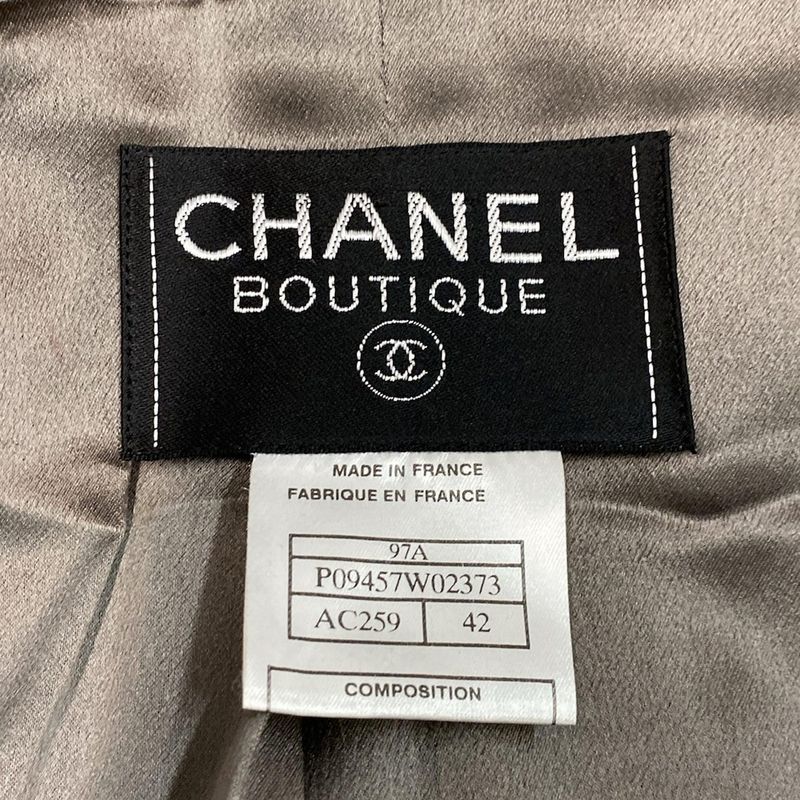 CHANEL
BOUTIQUE
MADE IN FRANCE
FABRIQUE EN FRANCE
97A
P09457W02373
AC259 42
COMPOSITION